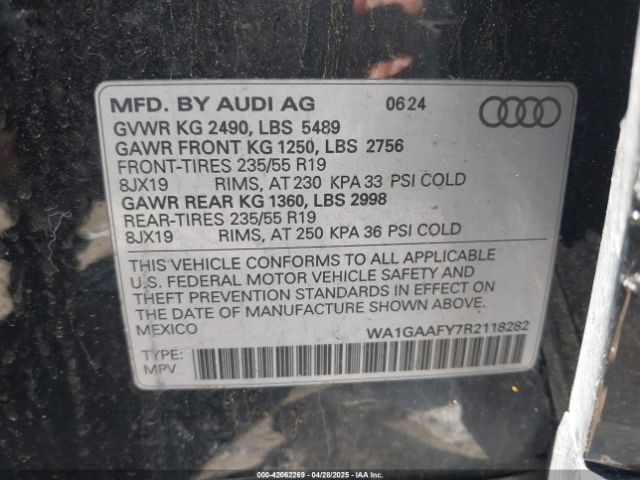 MFD. BY AUDI AG 0624
GVWR KG 2490, LBS 5489
GAWR FRONT KG 1250, LBS 2756
FRONT-TIRES 235/55 R19
8JX19 RIMS, AT 230 KPA 33 PSI COLD
GAWR REAR KG 1360, LBS 2998
REAR-TIRES 235/55 R19
8JX19 RIMS, AT 250 KPA 36 PSI COLD
THIS VEHICLE CONFORMS TO ALL APPLICABLE
U.S. FEDERAL MOTOR VEHICLE SAFETY AND
THEFT PREVENTION STANDARDS IN EFFECT ON
THE DATE OF MANUFACTURE SHOWN ABOVE.
MEXICO WA1GAAFY7R2118282
TYPE:
MPV
000-42062269 | 04/28/2025 - IAA Inc.